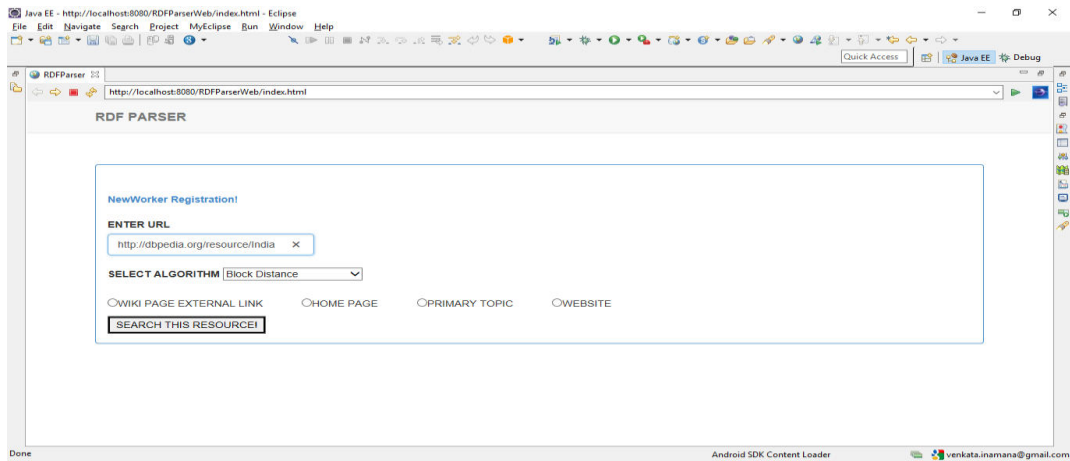 Java EE - http://localhost:8080/RDFParserWeb/index.html - Eclipse
File Edit Navigate Search Project MyEclipse Run Window Help
Quick Access Java EE Debug
RDFParser
http://localhost:8080/RDFParserWeb/index.html
RDF PARSER
NewWorker Registration!
ENTER URL
http://dbpedia.org/resource/India
SELECT ALGORITHM Block Distance
WIKI PAGE EXTERNAL LINK HOME PAGE PRIMARY TOPIC WEBSITE
SEARCH THIS RESOURCE!
Done Android SDK Content Loader venkata.inamana@gmail.com